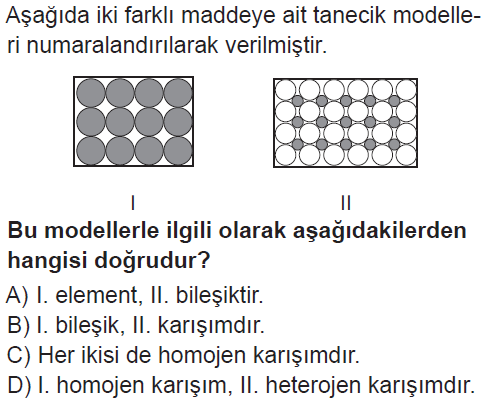 Aşağıda iki farklı maddeye ait tanecik modelle-
ri numaralandırılarak verilmiştir.
I II
Bu modellerle ilgili olarak aşağıdakilerden
hangisi doğrudur?
A) I. element, II. bileşiktir.
B) I. bileşik, II. karışımdır.
C) Her ikisi de homojen karışımdır.
D) I. homojen karışım, II. heterojen karışımdır.